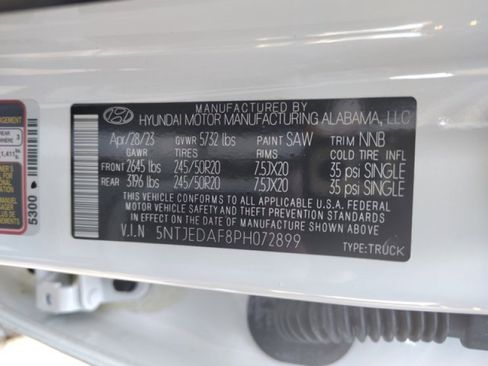 MANUFACTURED BY
HYUNDAI MOTOR MANUFACTURING ALABAMA, LLC
Apr/28/23 GVWR 5732 lbs PAINT SAW TRIM NNB
GAWR TIRES RIMS COLD TIRE INFL
FRONT 2645 lbs 245/50R20 7.5JX20 35 psi SINGLE
REAR 3196 lbs 245/50R20 7.5JX20 35 psi SINGLE
THIS VEHICLE CONFORMS TO ALL APPLICABLE U.S.A. FEDERAL
MOTOR VEHICLE SAFETY AND THEFT PREVENTION STANDARDS
IN EFFECT ON THE DATE OF MANUFACTURE SHOWN ABOVE.
V.I.N 5NTJEDAF8PH072899
TYPE:TRUCK
REAR 3
5300